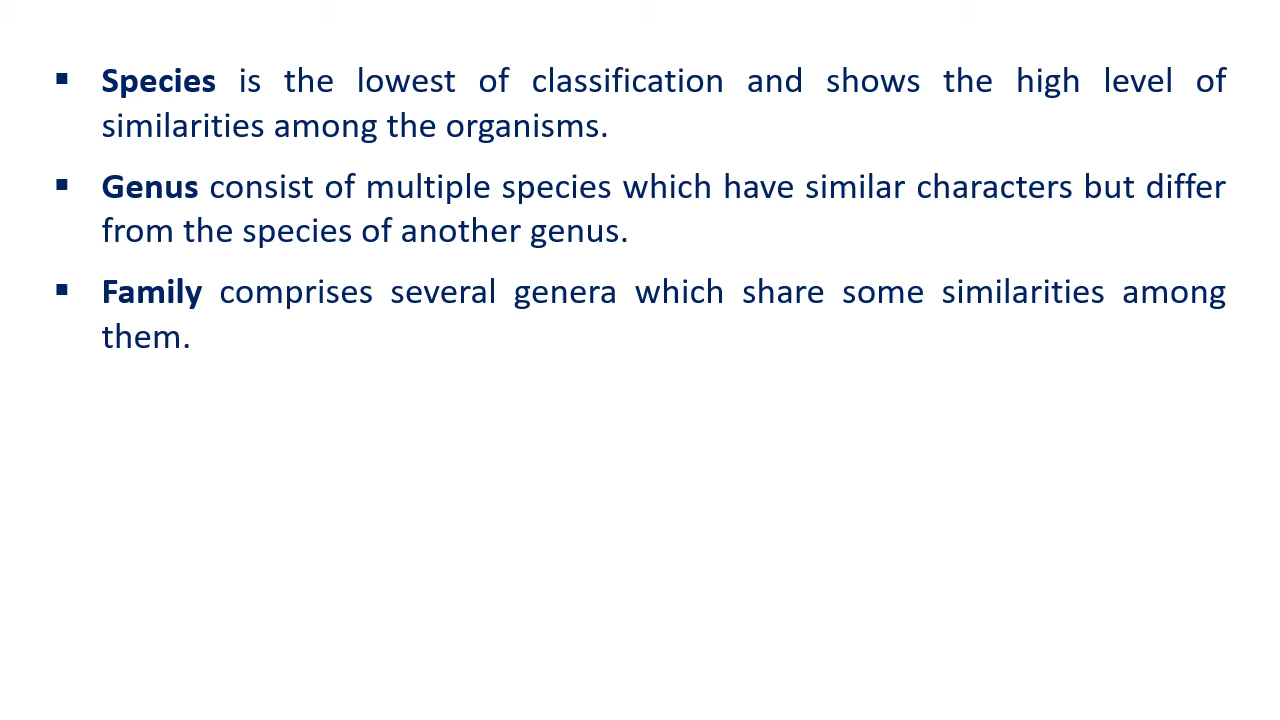 ▪ Species is the lowest of classification and shows the high level of
similarities among the organisms.
▪ Genus consist of multiple species which have similar characters but differ
from the species of another genus.
▪ Family comprises several genera which share some similarities among
them.